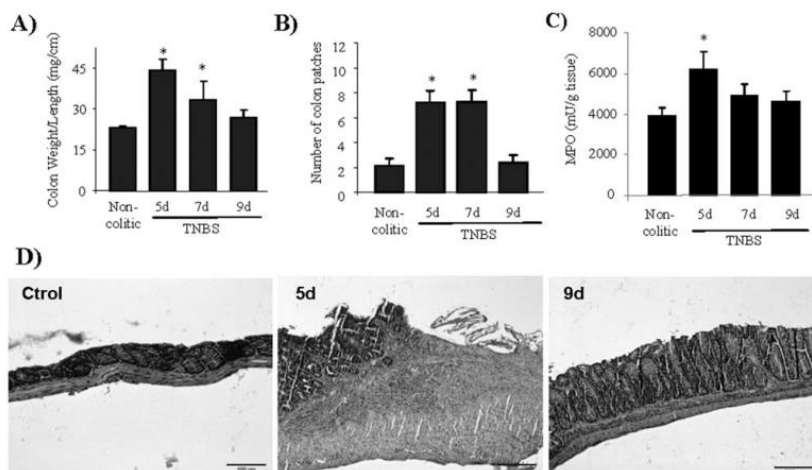 A)
Colon Weight/Length (mg/cm)
60
45
30
15
0
*
*
Non-
colitic
5d
7d
9d
TNBS
B)
Number of colon patches
12
10
8
6
4
2
0
*
*
Non-
colitic
5d
7d
9d
TNBS
C)
MPO (mU/g tissue)
8000
6000
4000
2000
0
*
Non-
colitic
5d
7d
9d
TNBS
D)
Ctrol
5d
9d